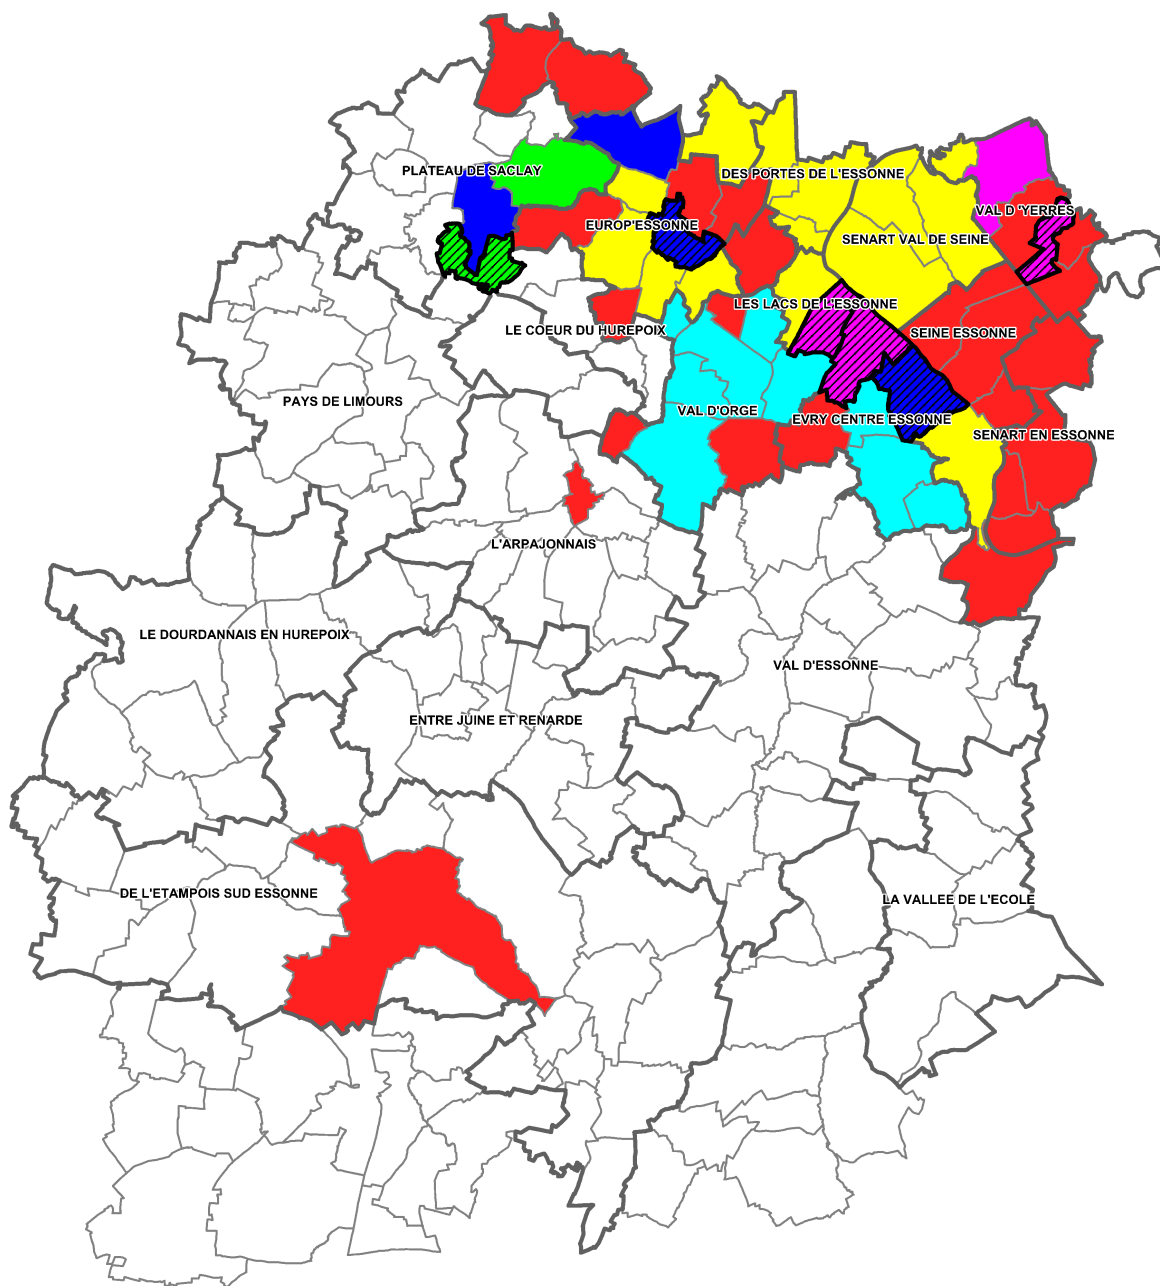 PLATEAU DE SACLAY
DES PORTES DE L'ESSONNE
VAL D 'YERRES
EUROP'ESSONNE
SENART VAL DE SEINE
LES LACS DE L'ESSONNE
LE COEUR DU HUREPOIX
SEINE ESSONNE
PAYS DE LIMOURS
VAL D'ORGE
EVRY CENTRE ESSONNE
SENART EN ESSONNE
L'ARPAJONNAIS
LE DOURDANNAIS EN HUREPOIX
VAL D'ESSONNE
ENTRE JUINE ET RENARDE
DE L'ETAMPOIS SUD ESSONNE
LA VALLEE DE L'ECOLE